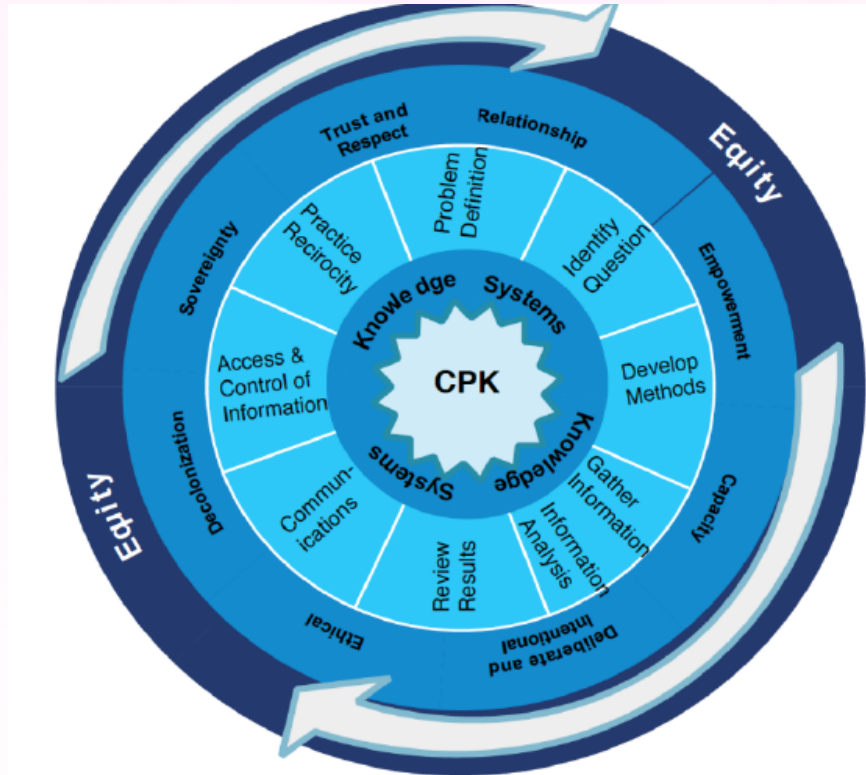 Equity
Equity
Trust and
Respect
Relationship
Empowerment
Capacity
Deliberate and
Intentional
Ethical
Decolonization
Sovereignty
Problem
Definition
Identify
Question
Develop
Methods
Gather
Information
Information
Analysis
Review
Results
Commun-
ications
Access &
Control of
Information
Practice
Recirocity
Knowle dge
Systems
Knowledge
Systems
CPK